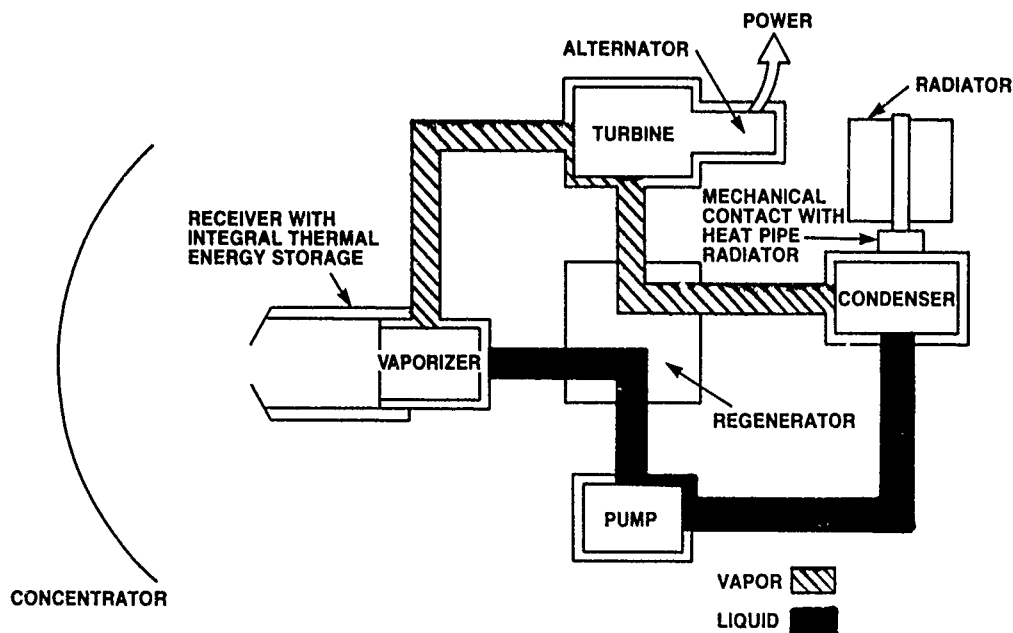 POWER
ALTERNATOR
RADIATOR
TURBINE
MECHANICAL
CONTACT WITH
HEAT PIPE
RADIATOR
RECEIVER WITH
INTEGRAL THERMAL
ENERGY STORAGE
CONDENSER
VAPORIZER
REGENERATOR
PUMP
VAPOR
CONCENTRATOR
LIQUID